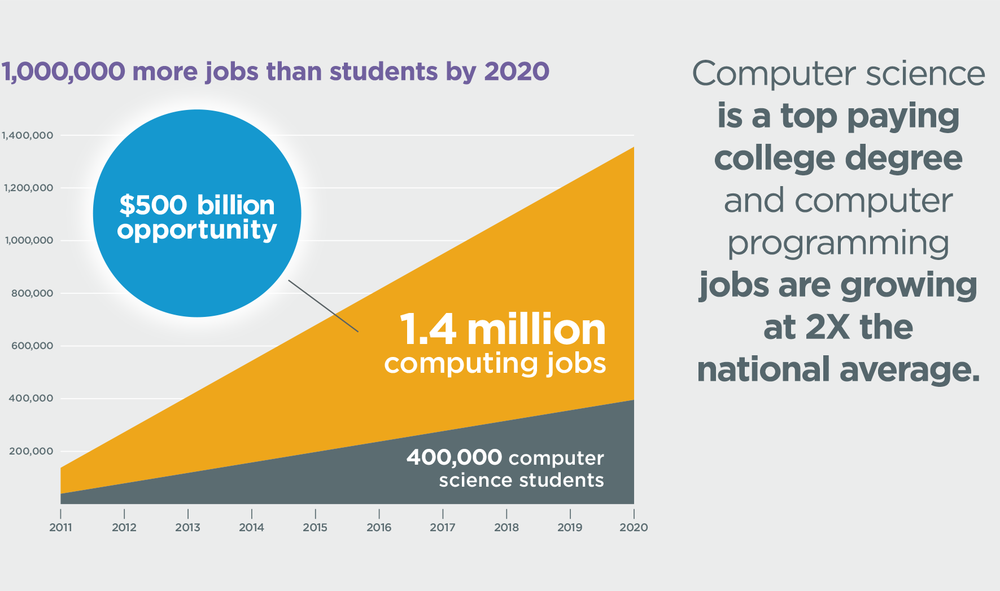 1,000,000 more jobs than students by 2020
1,400,000
1,200,000
1,000,000
800,000
600,000
400,000
200,000
$500 billion
opportunity
1.4 million
computing jobs
400,000 computer
science students
2011 2012 2013 2014 2015 2016 2017 2018 2019 2020
Computer science
is a top paying
college degree
and computer
programming
jobs are growing
at 2X the
national average.